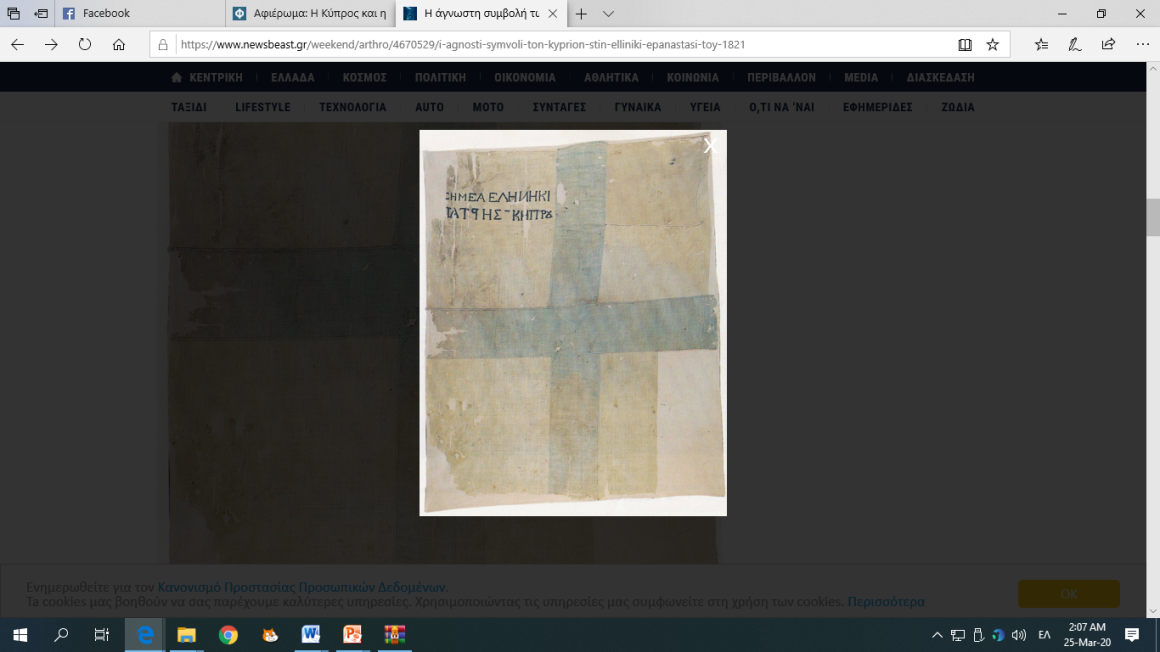 Facebook
Αφιέρωμα: Η Κύπρος και η
Η άγνωστη συμβολή τω
https://www.newsbeast.gr/weekend/arthro/4670529/i-agnosti-symvoli-ton-kyprion-stin-elliniki-epanastasi-toy-1821
ΚΕΝΤΡΙΚΗ ΕΛΛΑΔΑ ΚΟΣΜΟΣ ΠΟΛΙΤΙΚΗ ΟΙΚΟΝΟΜΙΑ ΑΘΛΗΤΙΚΑ ΚΟΙΝΩΝΙΑ ΠΕΡΙΒΑΛΛΟΝ MEDIA ΔΙΑΣΚΕΔΑΣΗ
ΤΑΞΙΔΙ LIFESTYLE ΤΕΧΝΟΛΟΓΙΑ AUTO ΜΟΤΟ ΣΥΝΤΑΓΕΣ ΓΥΝΑΙΚΑ ΥΓΕΙΑ Ο,ΤΙ ΝΑ 'ΝΑΙ ΕΦΗΜΕΡΙΔΕΣ ΖΩΔΙΑ
X
ΣΗΜΕΑ ΕΛΗΝΗΚΙ
ΠΑΤΡΗΣ ΚΗΠΡΟΥ
Ενημερωθείτε για τον Κανονισμό Προστασίας Προσωπικών Δεδομένων.
Τα cookies μας βοηθούν να σας παρέχουμε καλύτερες υπηρεσίες. Χρησιμοποιώντας τις υπηρεσίες μας συμφωνείτε στη χρήση των cookies. Περισσότερα
OK
ΕΛ
2:07 AM
25-Mar-20